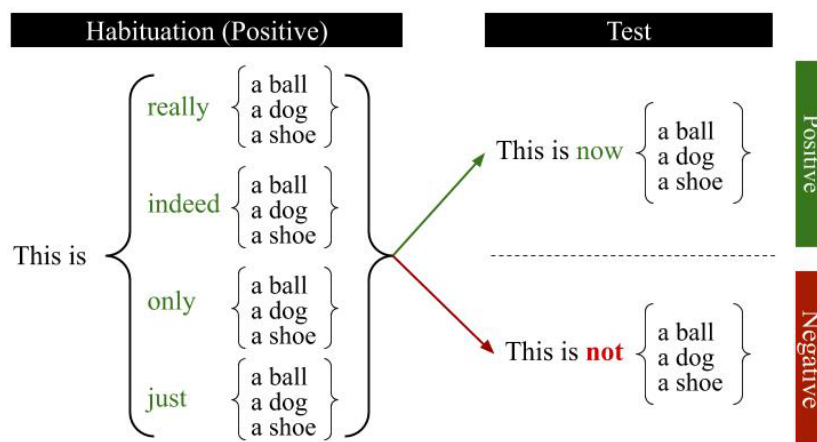 Habituation (Positive)
Test
This is
really
a ball
a dog
a shoe
indeed
a ball
a dog
a shoe
only
a ball
a dog
a shoe
just
a ball
a dog
a shoe
This is now
a ball
a dog
a shoe
Positive
This is not
a ball
a dog
a shoe
Negative